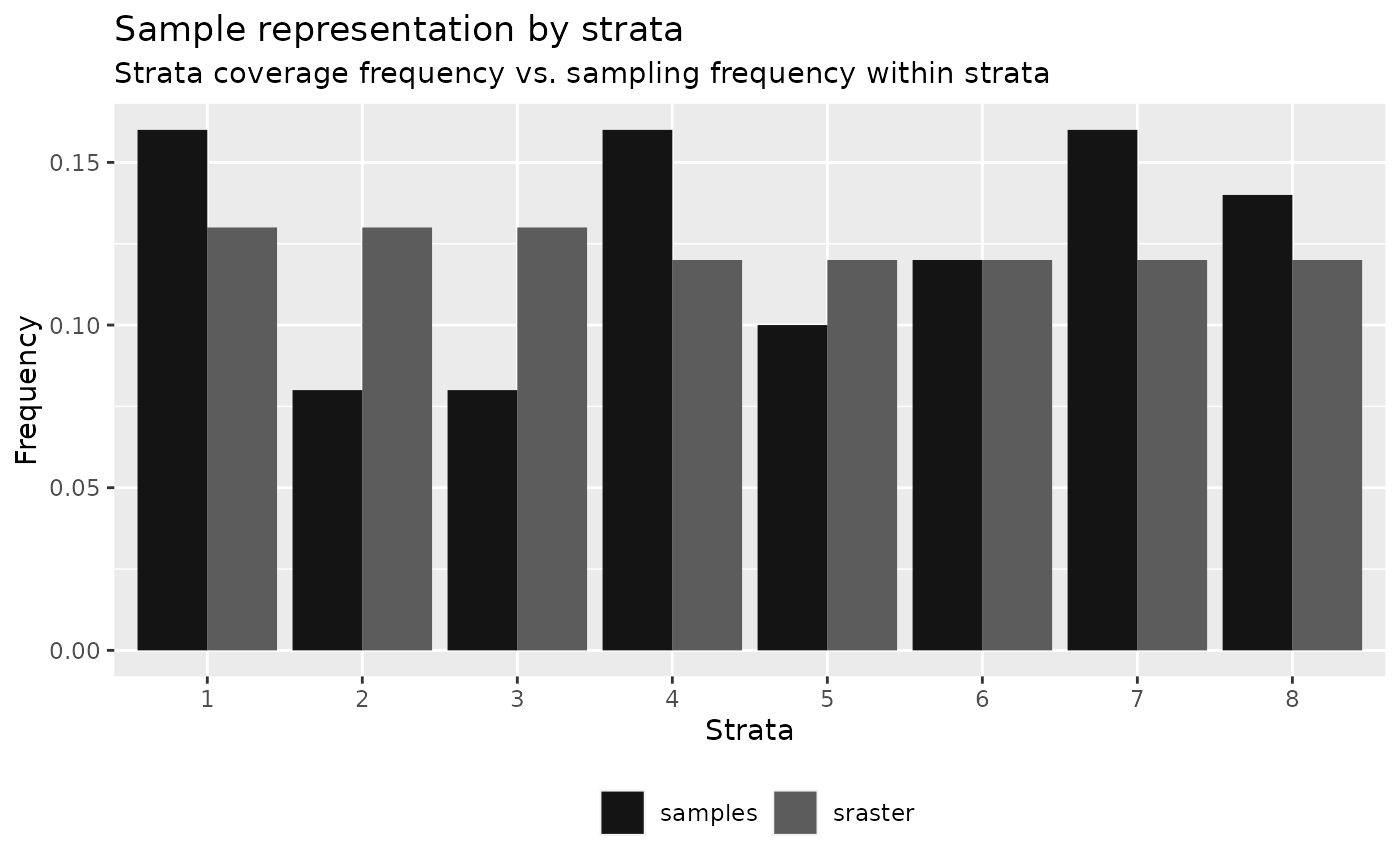 Sample representation by strata
Strata coverage frequency vs. sampling frequency within strata
Frequency
0.15
0.10
0.05
0.00
1 2 3 4 5 6 7 8
Strata
samples sraster